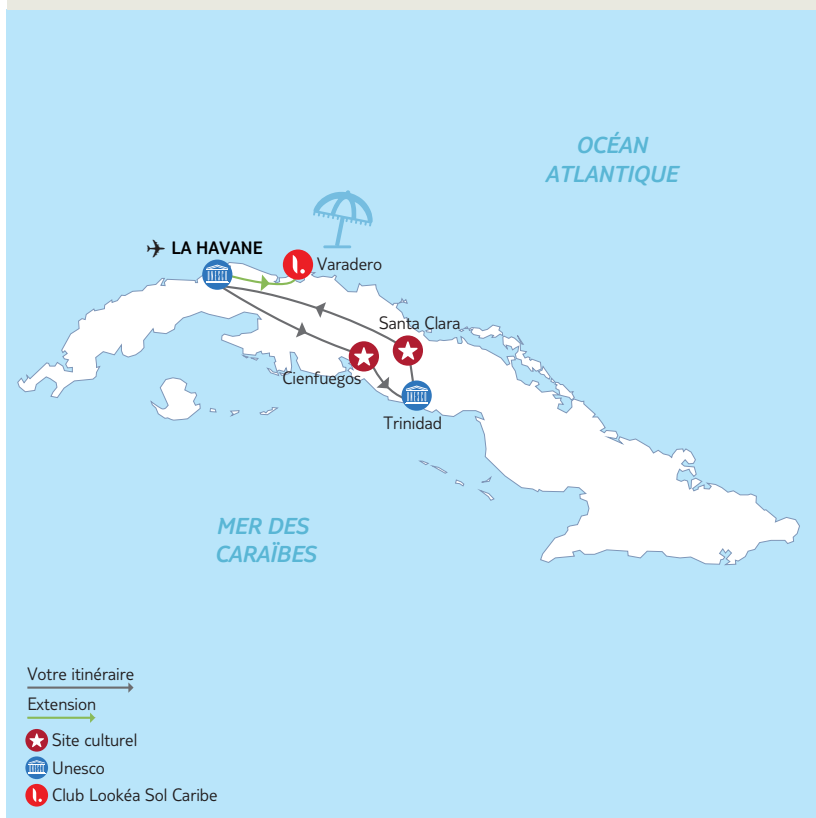 OCÉAN
ATLANTIQUE
LA HAVANE
Varadero
Santa Clara
Cienfuegos
Trinidad
MER DES
CARAÏBES
Votre itinéraire
Extension
Site culturel
Unesco
Club Lookéa Sol Caribe